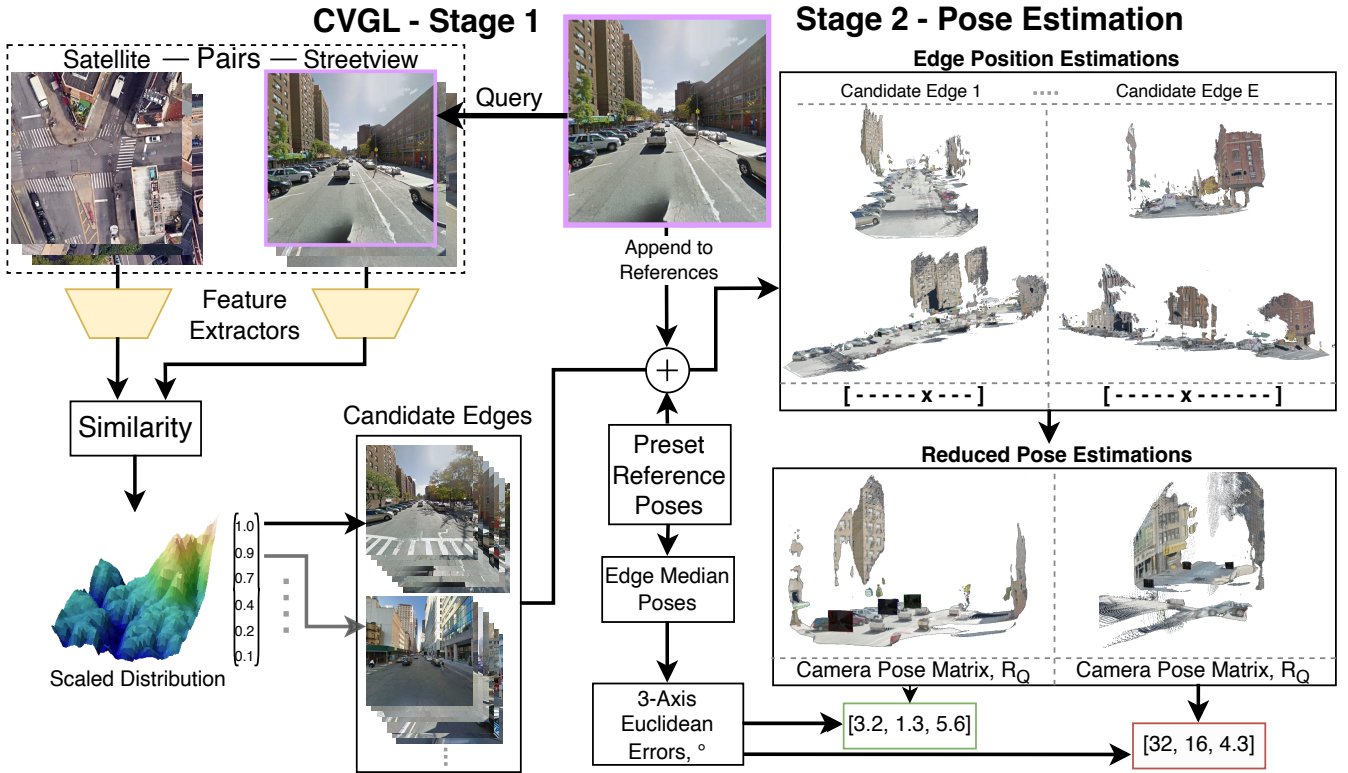 CVGL - Stage 1
Stage 2 - Pose Estimation
Satellite — Pairs — Streetview
Query
Feature
Extractors
Similarity
Scaled Distribution
1.0
0.9
0.7
0.4
0.2
0.1
Candidate Edges
Append to
References
+
Preset
Reference
Poses
Edge Median
Poses
3-Axis
Euclidean
Errors, °
Edge Position Estimations
Candidate Edge 1
Candidate Edge E
[ - - - - - x - - - ]
[ - - - - - x - - - - - - ]
Reduced Pose Estimations
Camera Pose Matrix, R_Q
Camera Pose Matrix, R_Q
[3.2, 1.3, 5.6]
[32, 16, 4.3]